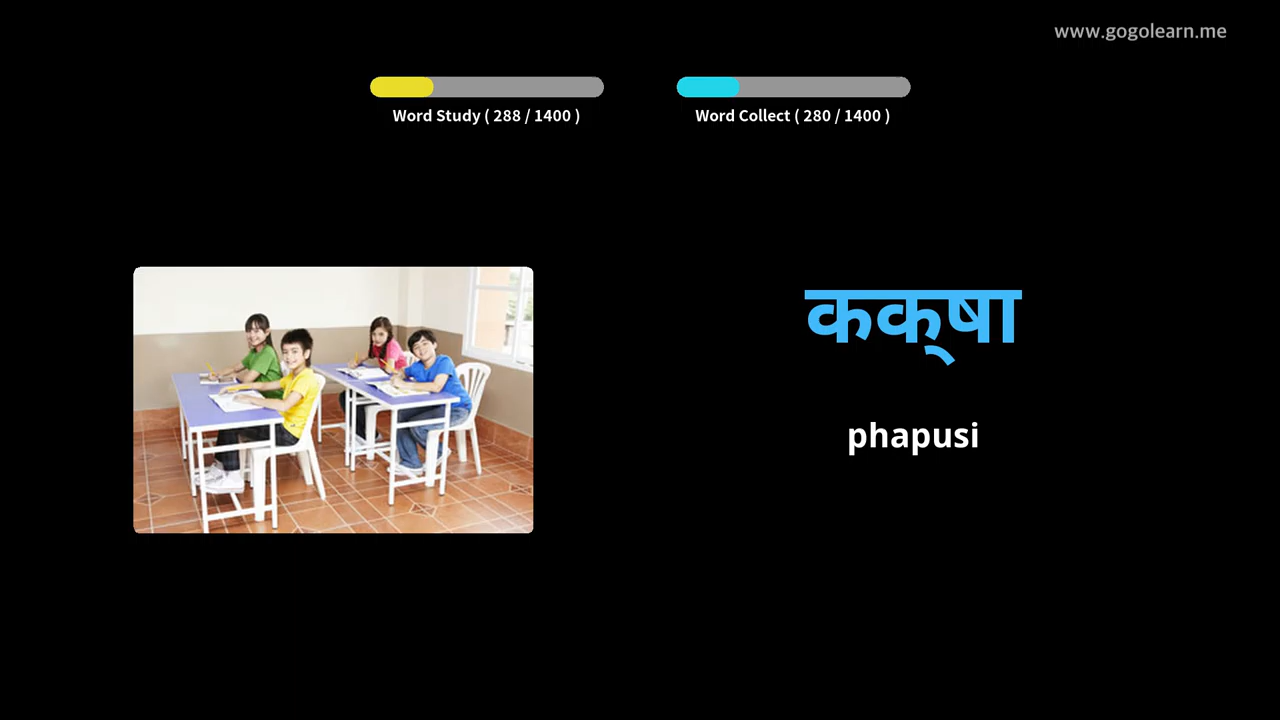 www.gogolearn.me
Word Study ( 288 / 1400 )
Word Collect ( 280 / 1400 )
कक्षा
phapusi